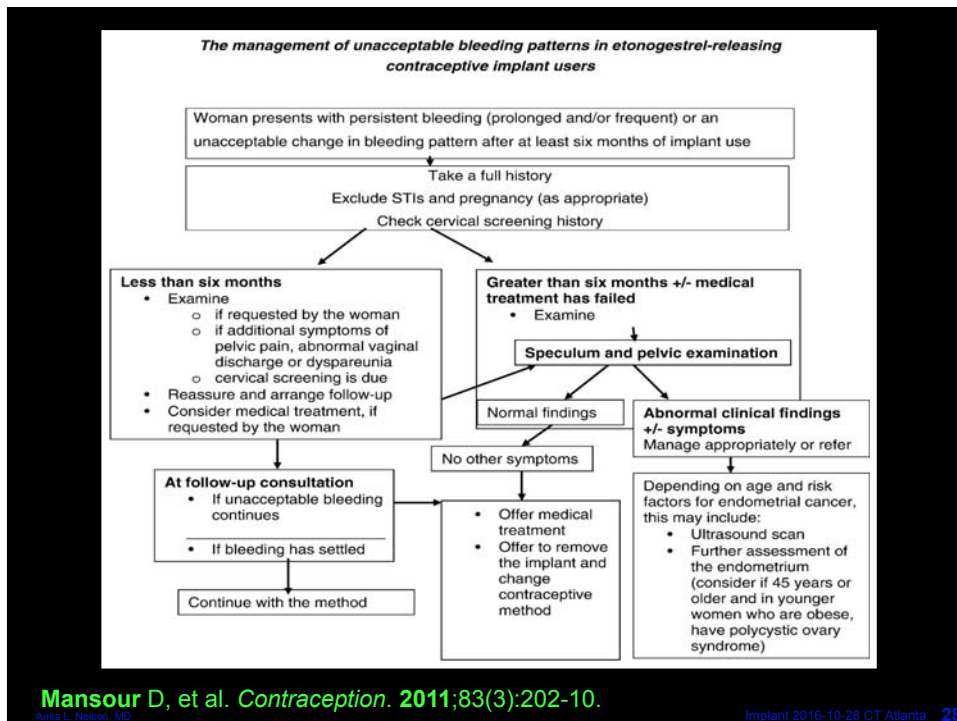 The management of unacceptable bleeding patterns in etonogestrel-releasing
contraceptive implant users
Woman presents with persistent bleeding (prolonged and/or frequent) or an
unacceptable change in bleeding pattern after at least six months of implant use
Take a full history
Exclude STIs and pregnancy (as appropriate)
Check cervical screening history
Less than six months
• Examine
o if requested by the woman
o if additional symptoms of
pelvic pain, abnormal vaginal
discharge or dyspareunia
o cervical screening is due
• Reassure and arrange follow-up
• Consider medical treatment, if
requested by the woman
Greater than six months +/- medical
treatment has failed
• Examine
Speculum and pelvic examination
Normal findings
Abnormal clinical findings
+/- symptoms
Manage appropriately or refer
No other symptoms
At follow-up consultation
• If unacceptable bleeding
continues
• If bleeding has settled
Continue with the method
• Offer medical
treatment
• Offer to remove
the implant and
change
contraceptive
method
Depending on age and risk
factors for endometrial cancer,
this may include:
• Ultrasound scan
• Further assessment of
the endometrium
(consider if 45 years or
older and in younger
women who are obese,
have polycystic ovary
syndrome)
Mansour D, et al. Contraception. 2011;83(3):202-10.
Anita L. Nelson, MD
Implant 2016-10-28 CT Atlanta 28